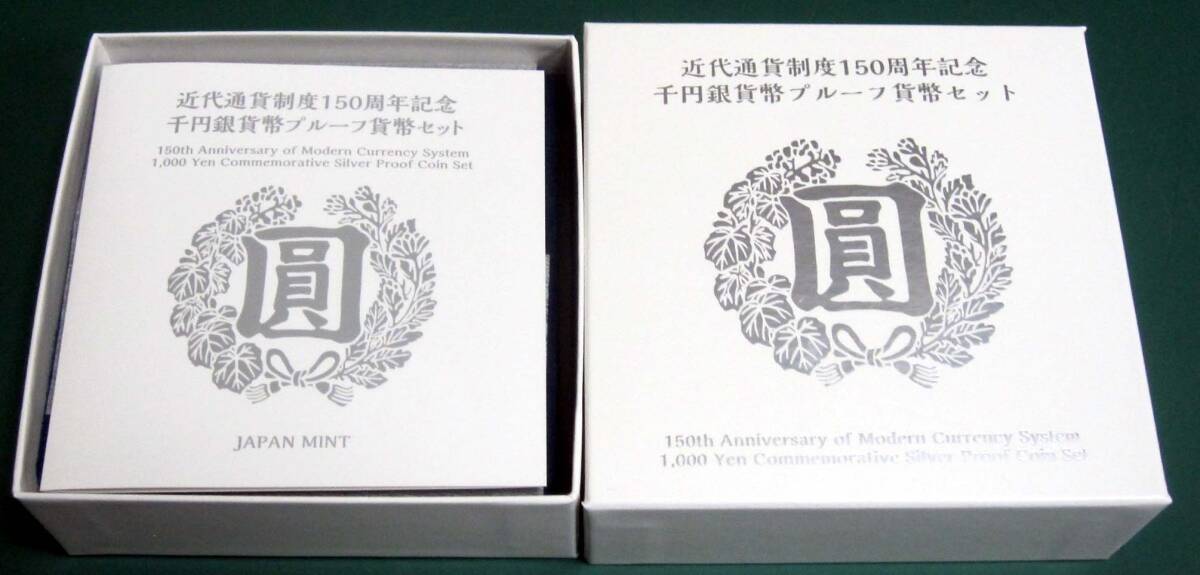 近代通貨制度150周年記念
千円銀貨幣プルーフ貨幣セット
150th Anniversary of Modern Currency System
1,000 Yen Commemorative Silver Proof Coin Set
圓
JAPAN MINT
近代通貨制度150周年記念
千円銀貨幣プルーフ貨幣セット
圓
150th Anniversary of Modern Currency System
1,000 Yen Commemorative Silver Proof Coin Set